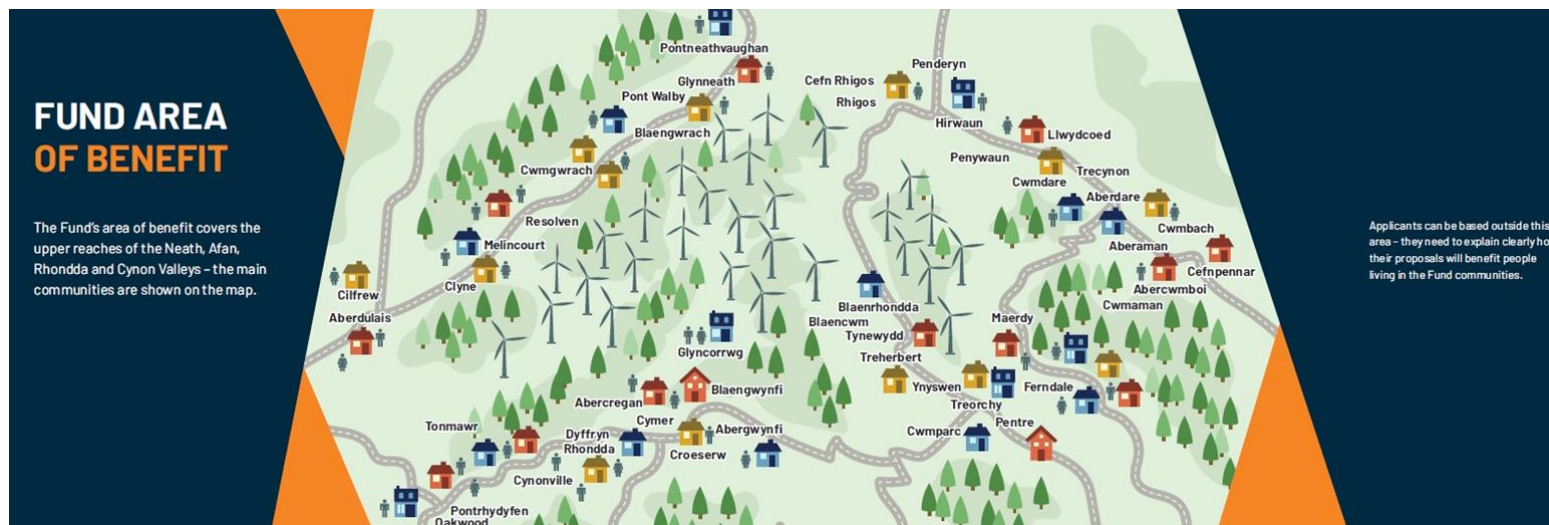 FUND AREA
OF BENEFIT
The Fund's area of benefit covers the
upper reaches of the Neath, Afan,
Rhondda and Cynon Valleys – the main
communities are shown on the map.
Pontneathvaughan
Glynneath
Pont Walby
Blaengwrach
Cwmgwrach
Resolven
Melincourt
Clyne
Cilfrew
Aberdulais
Cefn Rhigos
Rhigos
Penderyn
Hirwaun
Llwydcoed
Penywaun
Trecynon
Cwmdare
Aberdare
Cwmbach
Aberaman
Cefnpennar
Abercwmboi
Cwmaman
Blaenrhondda
Blaencwm
Tynewydd
Treherbert
Maerdy
Ynyswen
Ferndale
Treorchy
Pentre
Cwmparc
Glyncorrwg
Blaengwynfi
Abercregan
Cymer
Abergwynfi
Croeserw
Tonmawr
Dyffryn
Rhondda
Cynonville
Pontrhydyfen
Oakwood
Applicants can be based outside this
area – they need to explain clearly
their proposals will benefit people
living in the Fund communities.